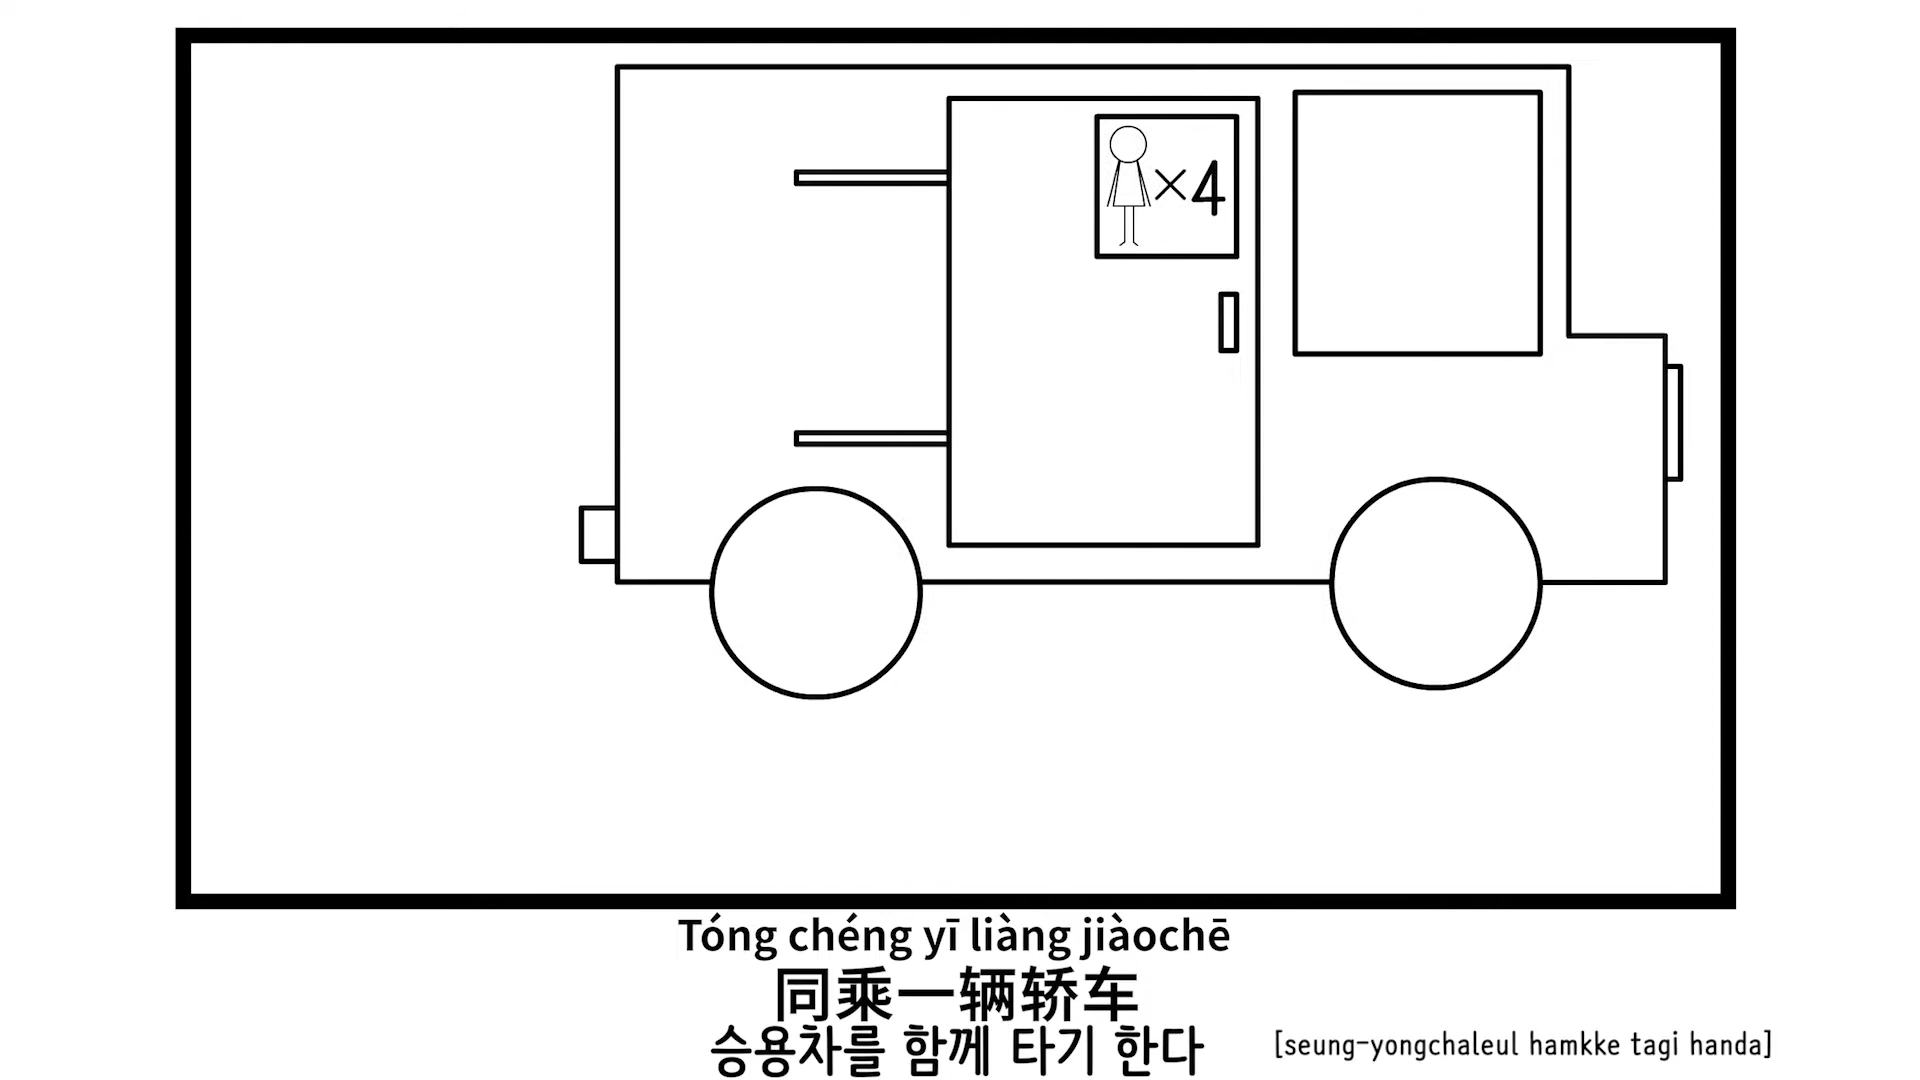 ×4
Tóng chéng yī liàng jiàochē
同乘一辆轿车
승용차를 함께 타기 한다
[seung-yongchaleul hamkke tagi handa]